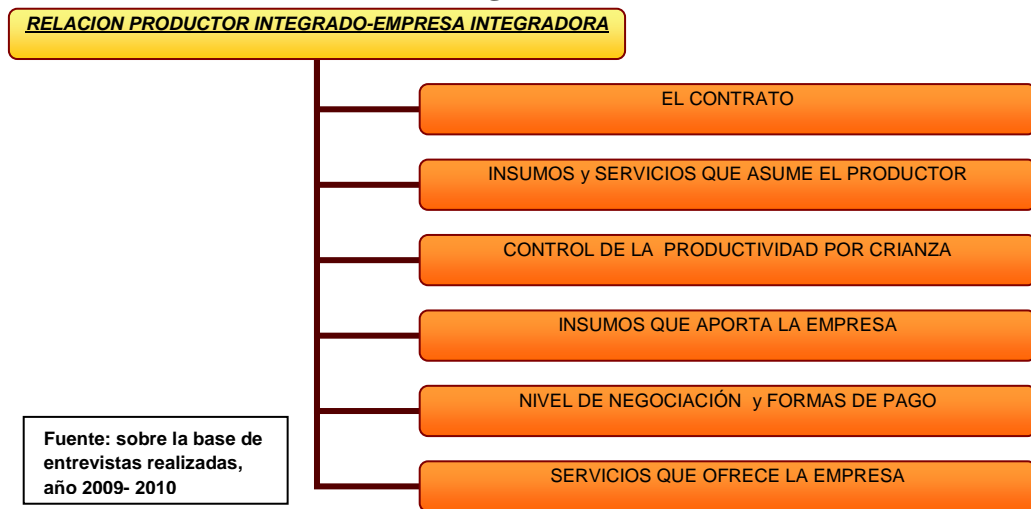 RELACION PRODUCTOR INTEGRADO-EMPRESA INTEGRADORA
EL CONTRATO
INSUMOS y SERVICIOS QUE ASUME EL PRODUCTOR
CONTROL DE LA PRODUCTIVIDAD POR CRIANZA
INSUMOS QUE APORTA LA EMPRESA
NIVEL DE NEGOCIACIÓN y FORMAS DE PAGO
SERVICIOS QUE OFRECE LA EMPRESA
Fuente: sobre la base de
entrevistas realizadas,
año 2009- 2010